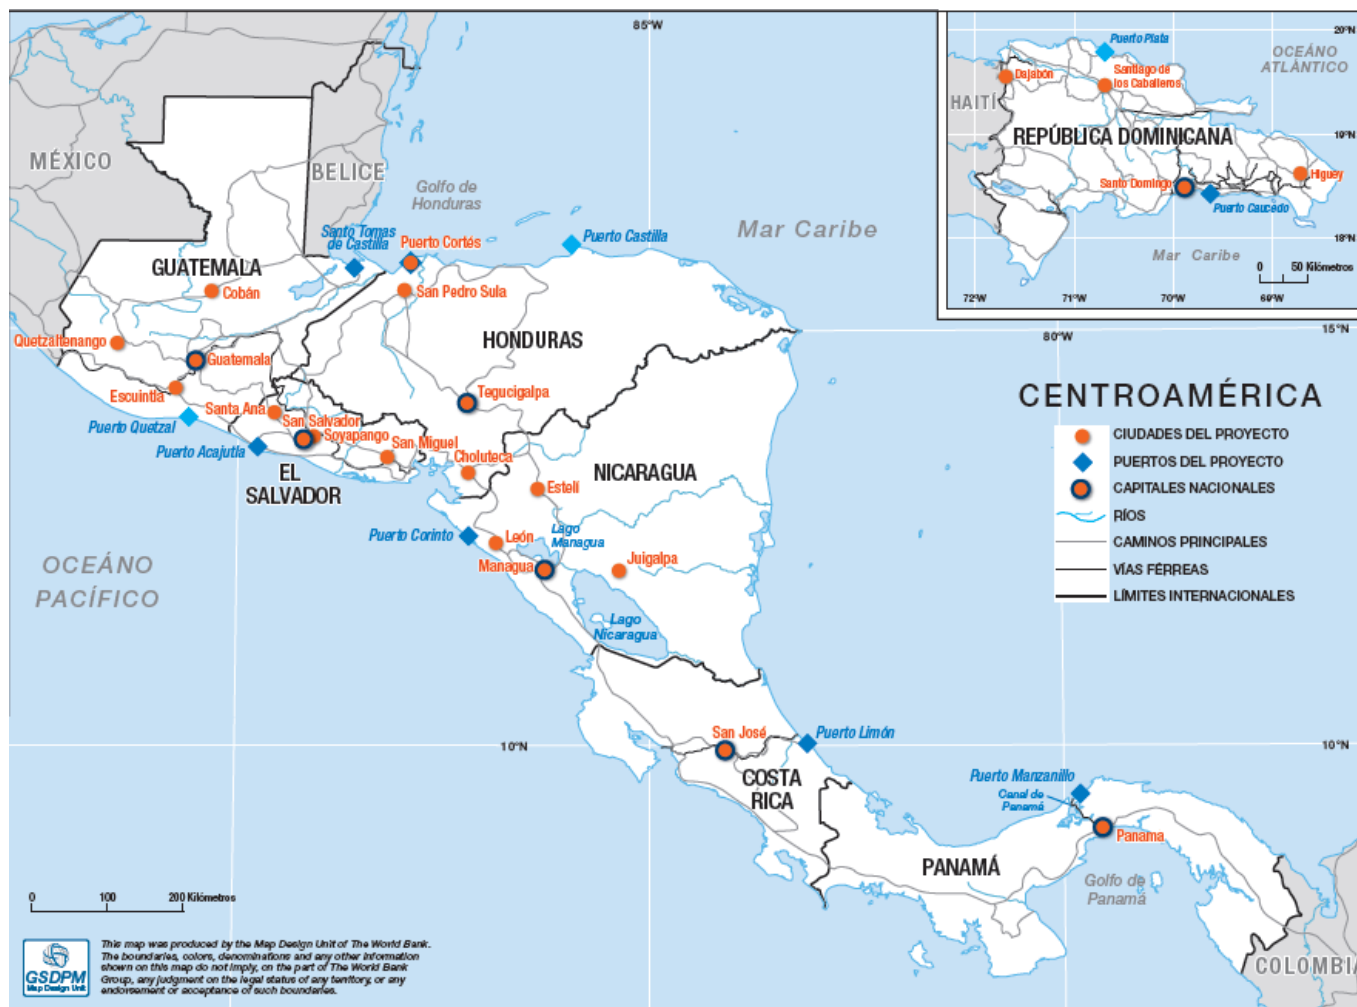 85°W
20°N
Puerto Plata
OCEÁNO
ATLÁNTICO
Dajabón
Santiago de
los Caballeros
HAITÍ
19°N
REPÚBLICA DOMINICANA
Santo Domingo
Higuey
Puerto Caucedo
18°N
Mar Caribe
0 50 Kilómetros
72°W
71°W
70°W
69°W
MÉXICO
BELICE
Golfo de
Honduras
Mar Caribe
Santo Tomas
de Castilla
Puerto Cortés
Puerto Castilla
GUATEMALA
Cobán
San Pedro Sula
HONDURAS
80°W
15°N
Quetzaltenango
Guatemala
Escuintla
Tegucigalpa
Santa Ana
San Salvador
Soyapango
Puerto Quetzal
Puerto Acajutla
San Miguel
Choluteca
EL
SALVADOR
NICARAGUA
Estelí
Puerto Corinto
León
Lago
Managua
Managua
Juigalpa
Lago
Nicaragua
OCEÁNO
PACÍFICO
CENTROAMÉRICA
CIUDADES DEL PROYECTO
PUERTOS DEL PROYECTO
CAPITALES NACIONALES
RÍOS
CAMINOS PRINCIPALES
VÍAS FÉRREAS
LÍMITES INTERNACIONALES
10°N
San José
Puerto Limón
10°N
COSTA
RICA
Puerto Manzanillo
Canal de
Panamá
Panama
PANAMÁ
Golfo de
Panamá
COLOMBIA
0 100 200 Kilómetros
GSDPM
Map Design Unit
This map was produced by the Map Design Unit of The World Bank.
The boundaries, colors, denominations and any other information
shown on this map do not imply, on the part of The World Bank
Group, any judgment on the legal status of any territory, or any
endorsement or acceptance of such boundaries.